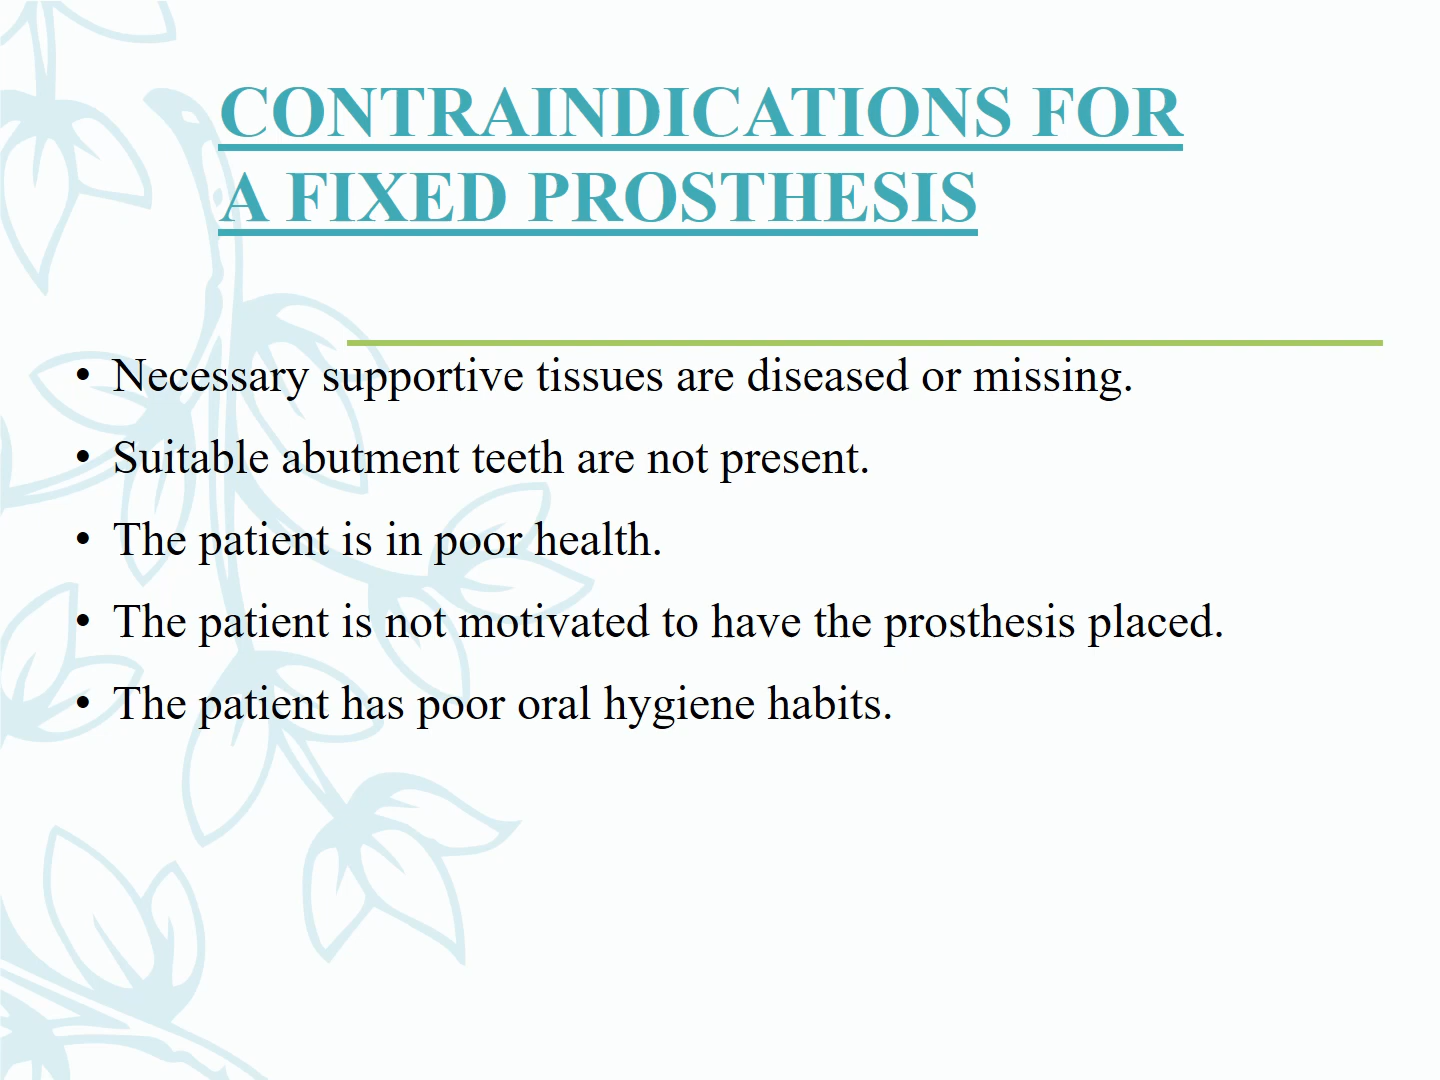 CONTRAINDICATIONS FOR
A FIXED PROSTHESIS
• Necessary supportive tissues are diseased or missing.
• Suitable abutment teeth are not present.
• The patient is in poor health.
• The patient is not motivated to have the prosthesis placed.
• The patient has poor oral hygiene habits.